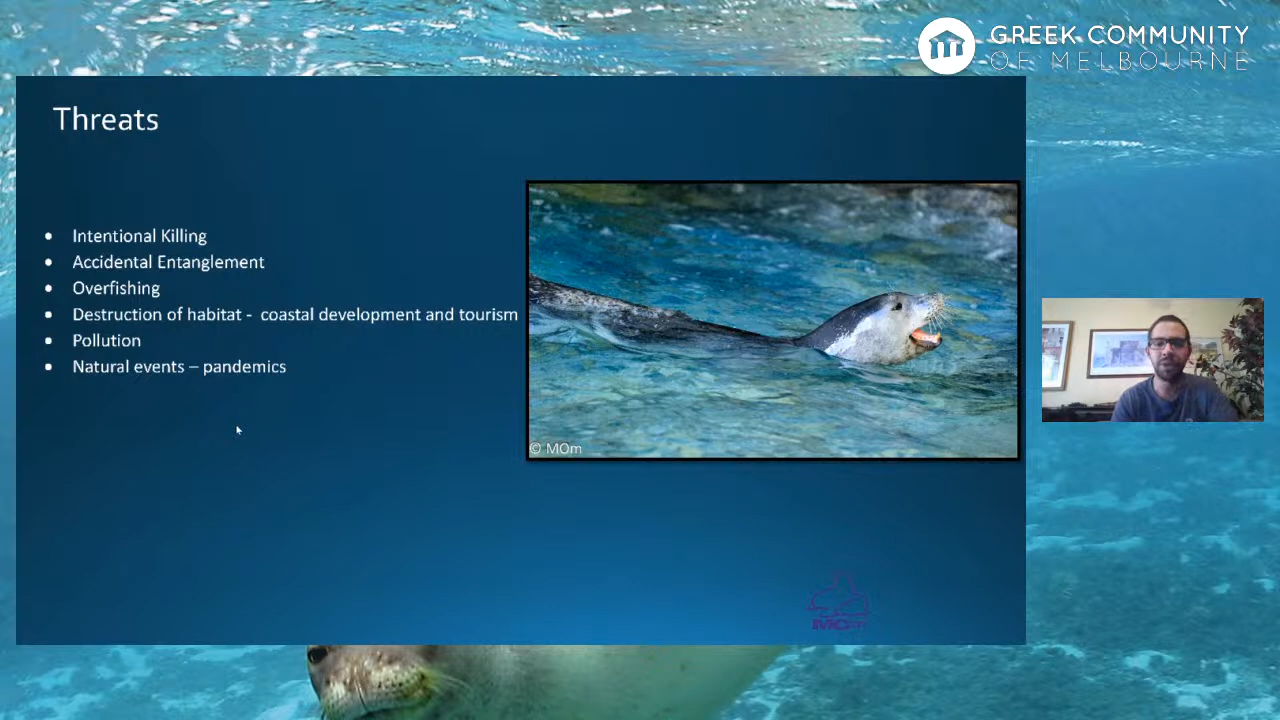 GREEK COMMUNITY
OF MELBOURNE
Threats
• Intentional Killing
• Accidental Entanglement
• Overfishing
• Destruction of habitat - coastal development and tourism
• Pollution
• Natural events – pandemics
© MOm